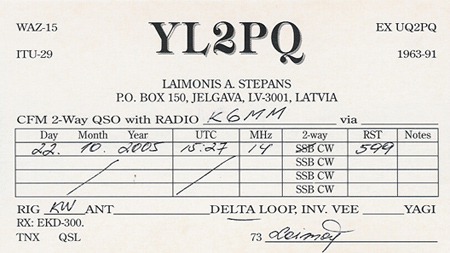 WAZ-15 YL2PQ EX UQ2PQ
ITU-29 1963-91
LAIMONIS A. STEPANS
P.O. BOX 150, JELGAVA, LV-3001, LATVIA
CFM 2-Way QSO with RADIO K6MM via
Day Month Year UTC MHz 2-way RST Notes
22. 10. 2005 15:27 14 SSB CW 599
SSB CW
SSB CW
SSB CW
RIG KW ANT DELTA LOOP, INV. VEE YAGI
RX: EKD-300.
TNX QSL 73 Laimon